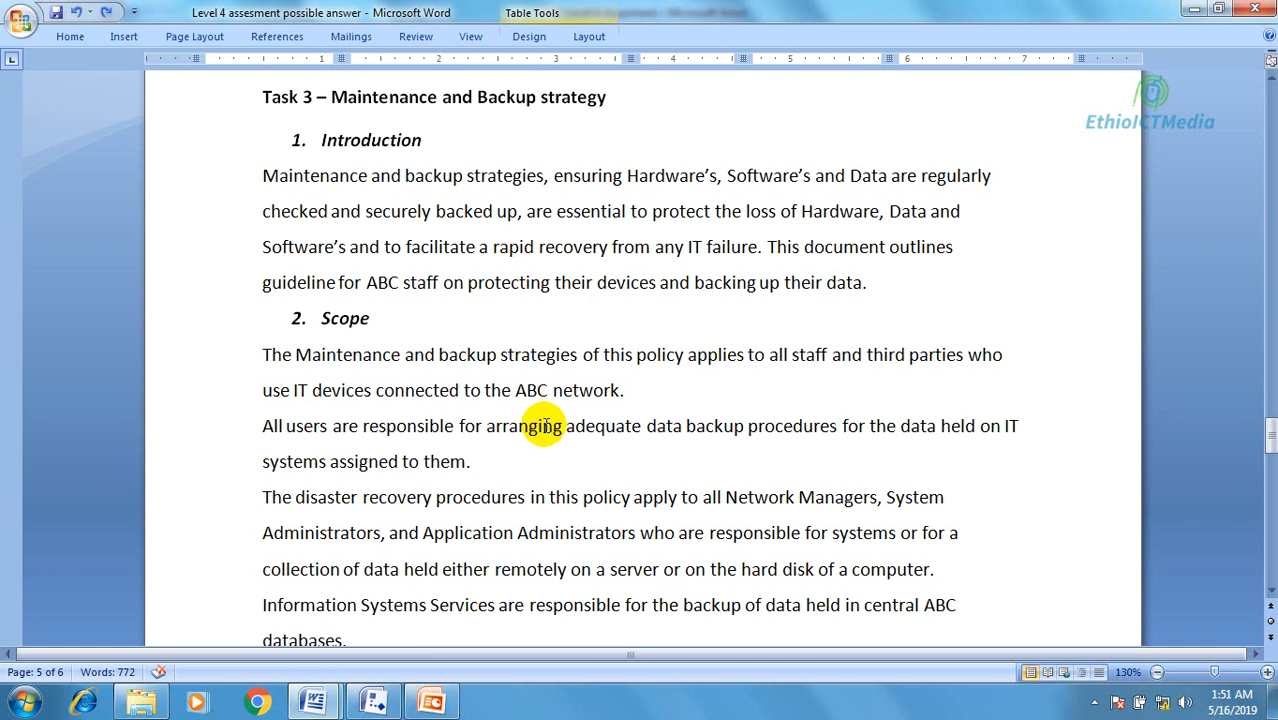 Level 4 assesment possible answer - Microsoft Word
Table Tools
Home Insert Page Layout References Mailings Review View Design Layout
1 2 3 4 5 6 7
EthioICTMedia
Task 3 – Maintenance and Backup strategy
1. Introduction
Maintenance and backup strategies, ensuring Hardware’s, Software’s and Data are regularly
checked and securely backed up, are essential to protect the loss of Hardware, Data and
Software’s and to facilitate a rapid recovery from any IT failure. This document outlines
guideline for ABC staff on protecting their devices and backing up their data.
2. Scope
The Maintenance and backup strategies of this policy applies to all staff and third parties who
use IT devices connected to the ABC network.
All users are responsible for arranging adequate data backup procedures for the data held on IT
systems assigned to them.
The disaster recovery procedures in this policy apply to all Network Managers, System
Administrators, and Application Administrators who are responsible for systems or for a
collection of data held either remotely on a server or on the hard disk of a computer.
Information Systems Services are responsible for the backup of data held in central ABC
databases.
Page: 5 of 6 Words: 772 130%
1:51 AM
5/16/2019